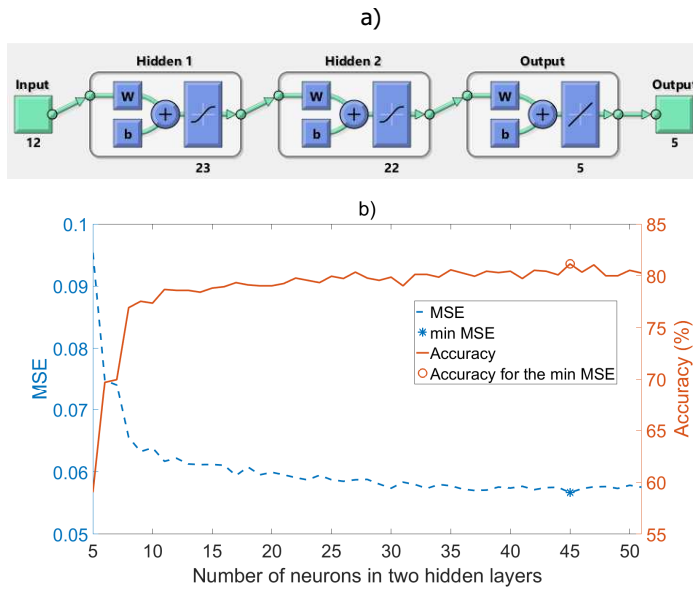 a)
Input Hidden 1 Hidden 2 Output Output
W W W
b b b
12 23 22 5 5
b)
0.1 85
0.09 80
0.08 75
0.07 70
0.06 65
0.05 60
55
MSE
Accuracy (%)
MSE
min MSE
Accuracy
Accuracy for the min MSE
5 10 15 20 25 30 35 40 45 50
Number of neurons in two hidden layers